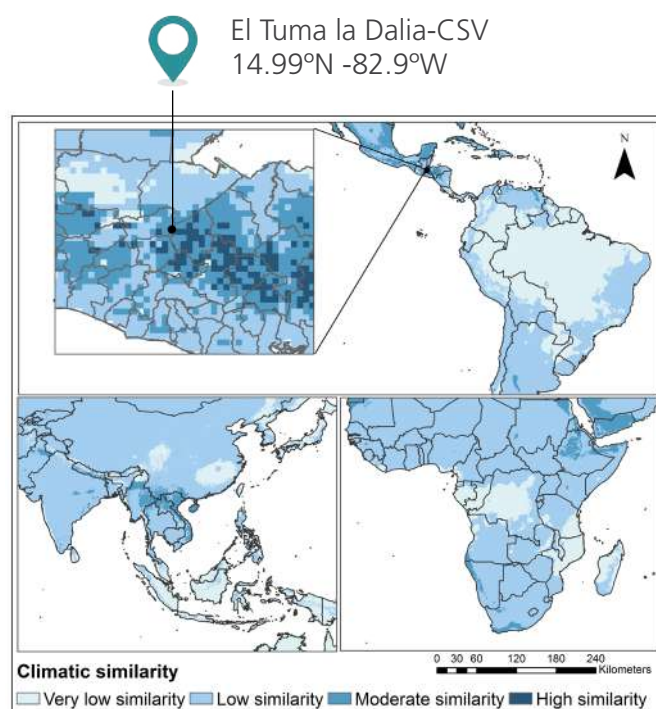 El Tuma la Dalia-CSV
14.99ºN -82.9ºW
N
Climatic similarity
0 30 60 120 180 240
Kilometers
Very low similarity Low similarity Moderate similarity High similarity